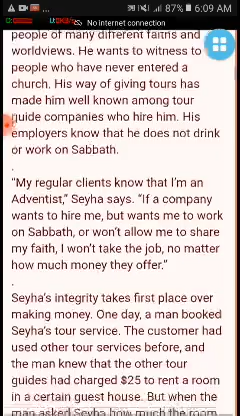 87% 6:09 AM
No internet connection
people of many different faiths and
worldviews. He wants to witness to
people who have never entered a
church. His way of giving tours has
made him well known among tour
guide companies who hire him. His
employers know that he does not drink
or work on Sabbath.
.
“My regular clients know that I’m an
Adventist,” Seyha says. “If a company
wants to hire me, but wants me to work
on Sabbath, or won’t allow me to share
my faith, I won’t take the job, no matter
how much money they offer.”
.
Seyha’s integrity takes first place over
making money. One day, a man booked
Seyha’s tour service. The customer had
used other tour services before, and
the man knew that the other tour
guides had charged $25 to rent a room
in a certain guest house. But when the
man asked Seyha how much the room